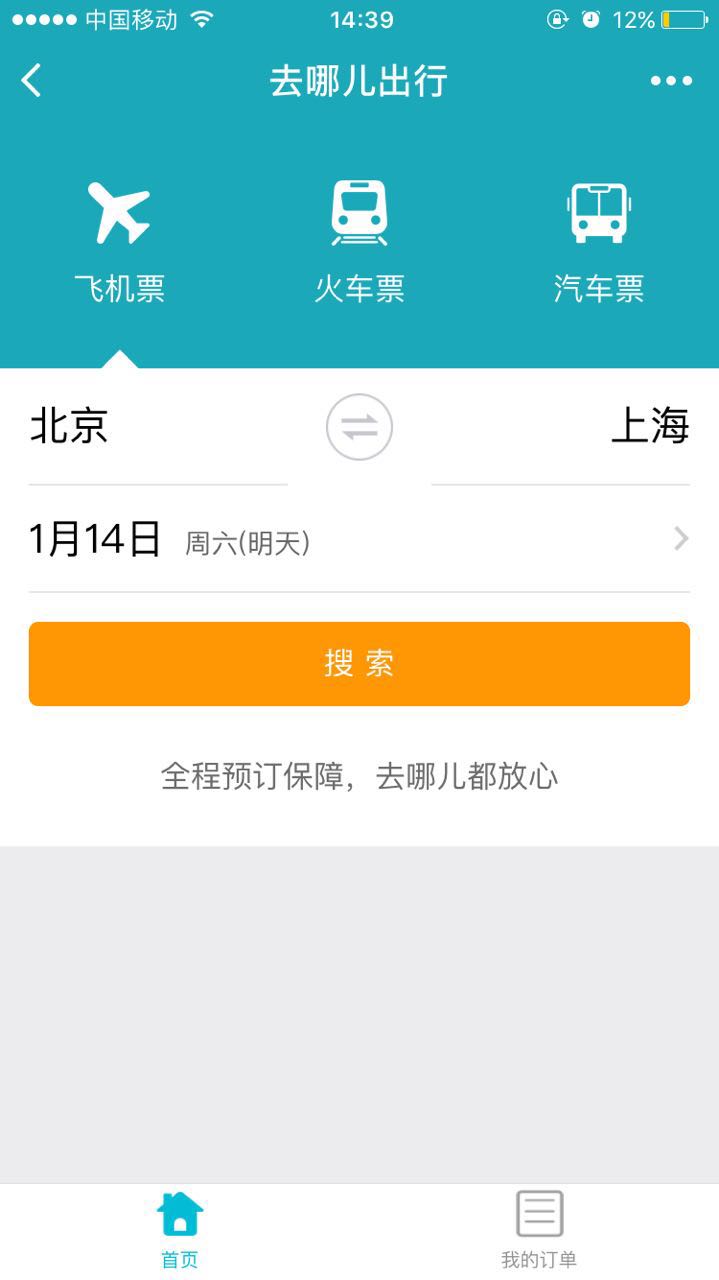 中国移动 14:39 12%
去哪儿出行
飞机票 火车票 汽车票
北京 上海
1月14日 周六(明天)
搜索
全程预订保障，去哪儿都放心
首页 我的订单